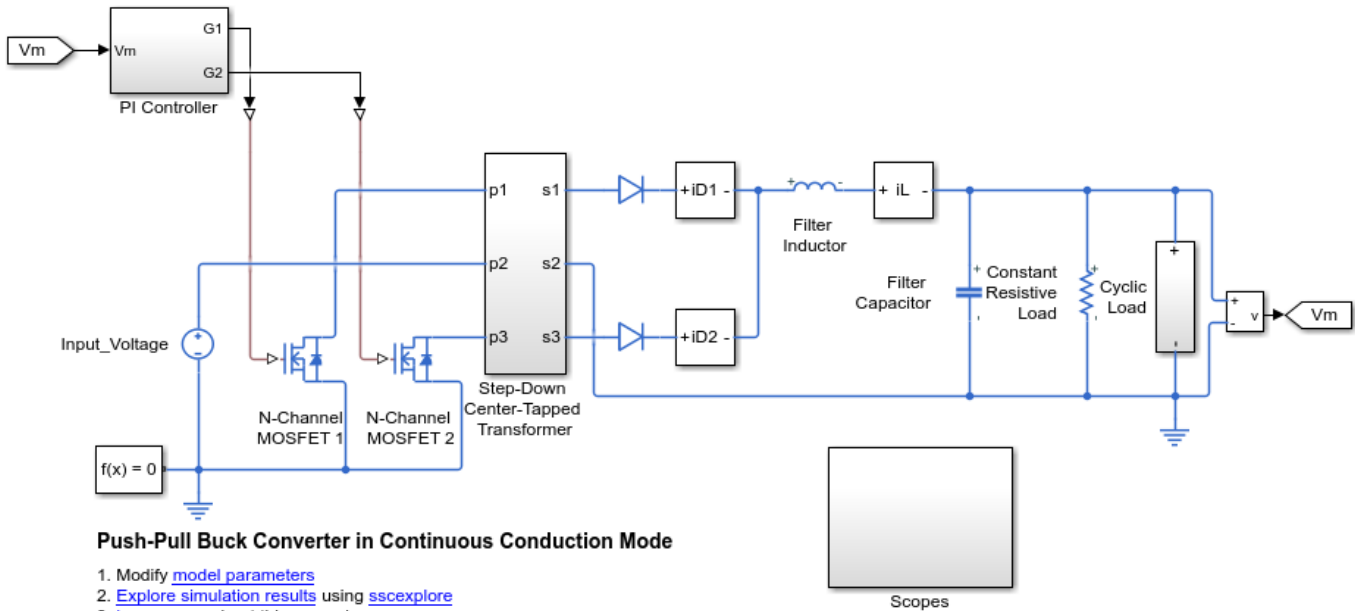 Vm
Vm
G1
G2
PI Controller
p1
p2
p3
s1
s2
s3
Step-Down
Center-Tapped
Transformer
+iD1 -
+iD2 -
+ -
Filter
Inductor
+ iL -
Filter
Capacitor
+
-
Constant
Resistive
Load
+
-
Cyclic
Load
+
-
+
-
v
Vm
Input_Voltage
+
-
N-Channel
MOSFET 1
N-Channel
MOSFET 2
f(x) = 0
Push-Pull Buck Converter in Continuous Conduction Mode
1. Modify model parameters
2. Explore simulation results using sscexplore
Scopes